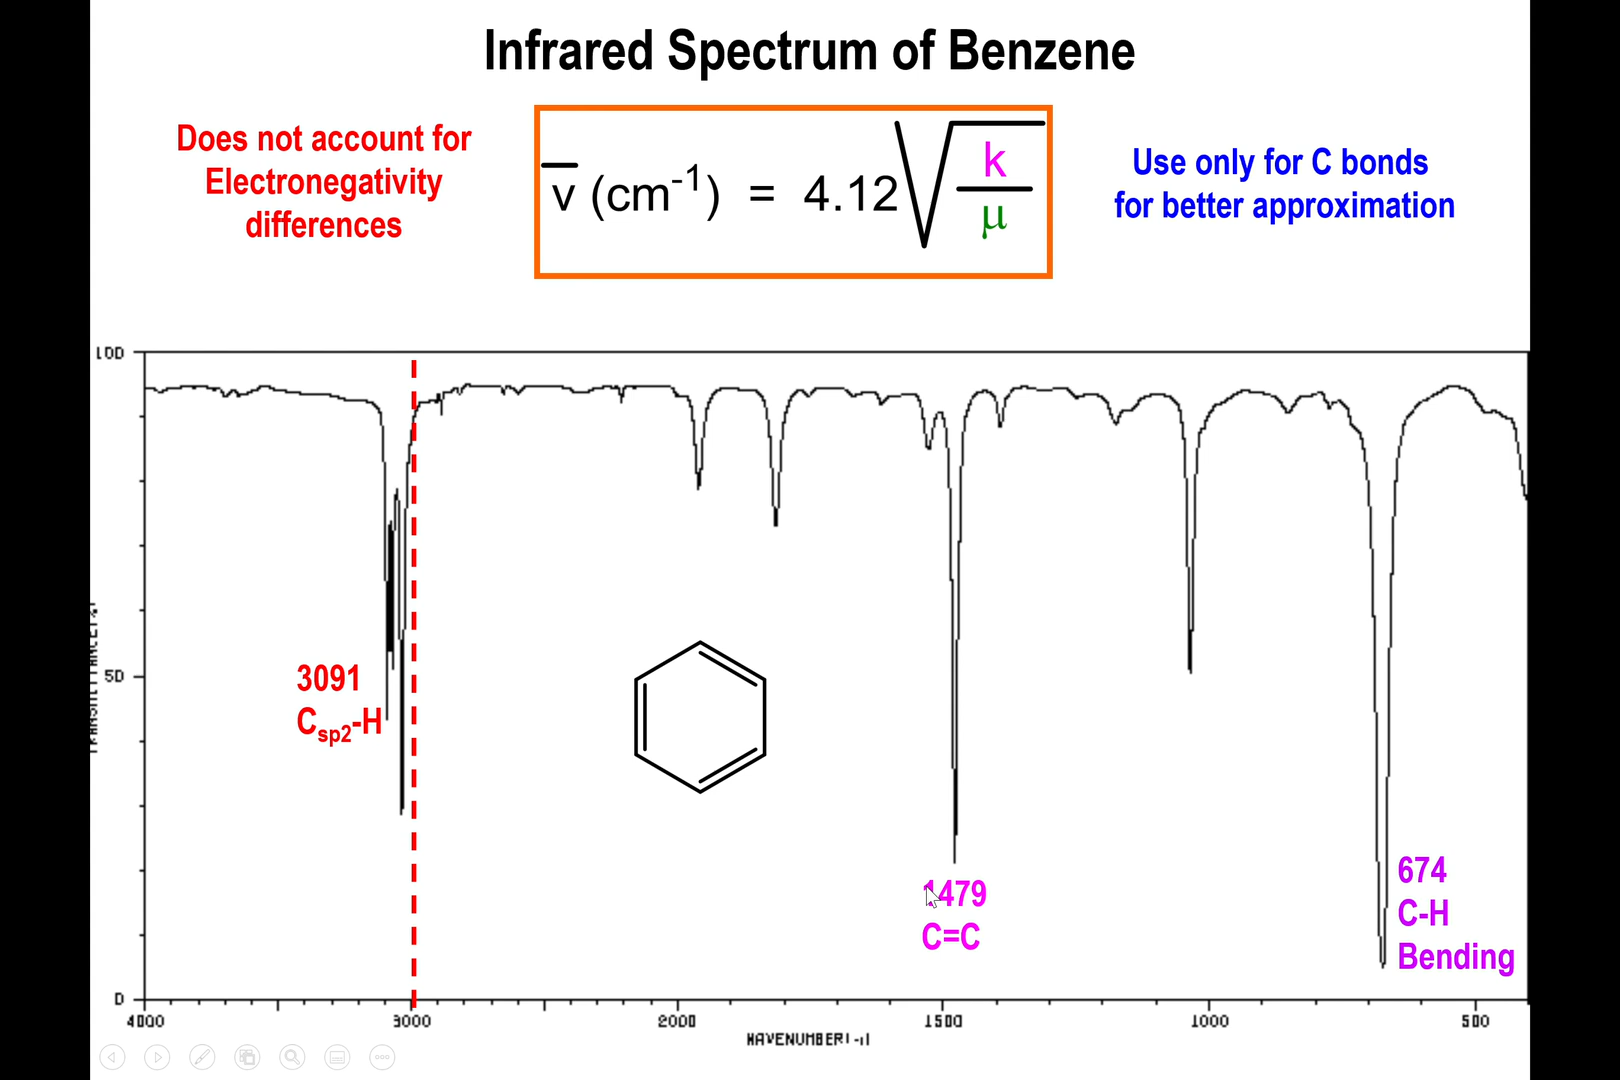 Infrared Spectrum of Benzene
Does not account for
Electronegativity
differences
v̅ (cm⁻¹) = 4.12√(k/μ)
Use only for C bonds
for better approximation
100
50
0
3091
Csp2-H
1479
C=C
674
C-H
Bending
4000 3000 2000 1500 1000 500
WAVENUMBER